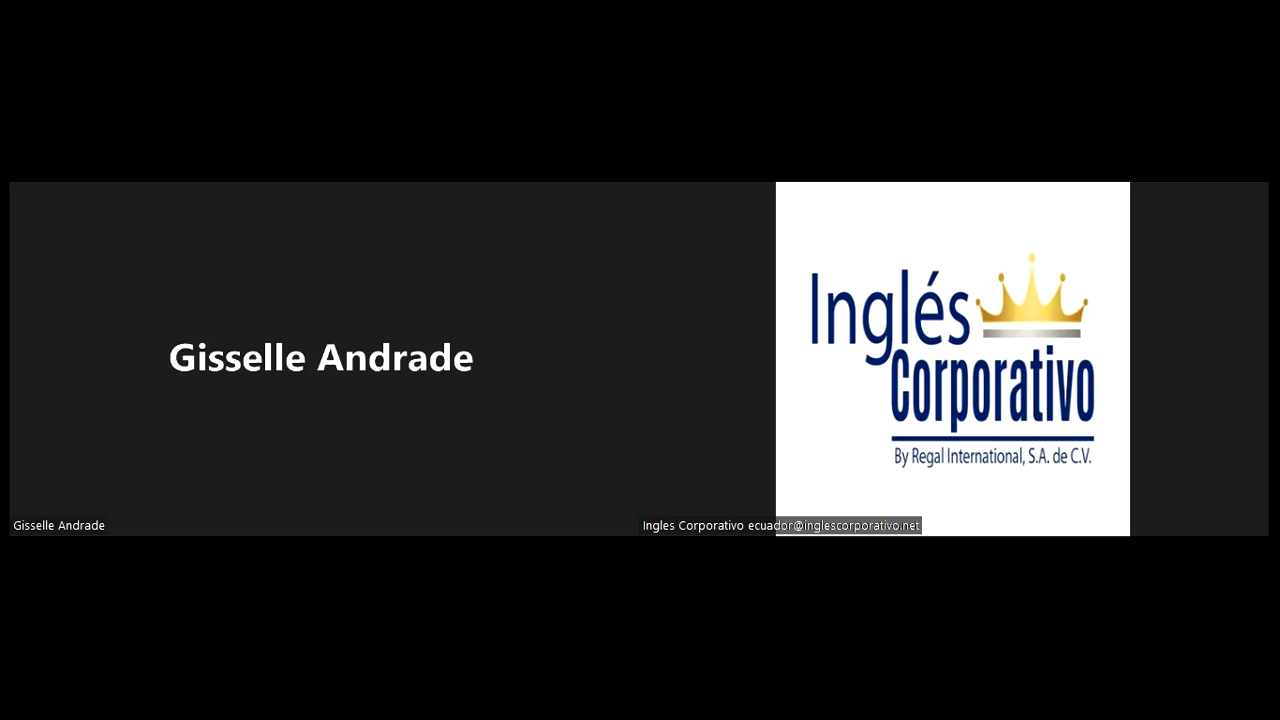 Gisselle Andrade
Inglés
Corporativo
By Regal International, S.A. de C.V.
Gisselle Andrade
Ingles Corporativo ecuador@inglescorporativo.net